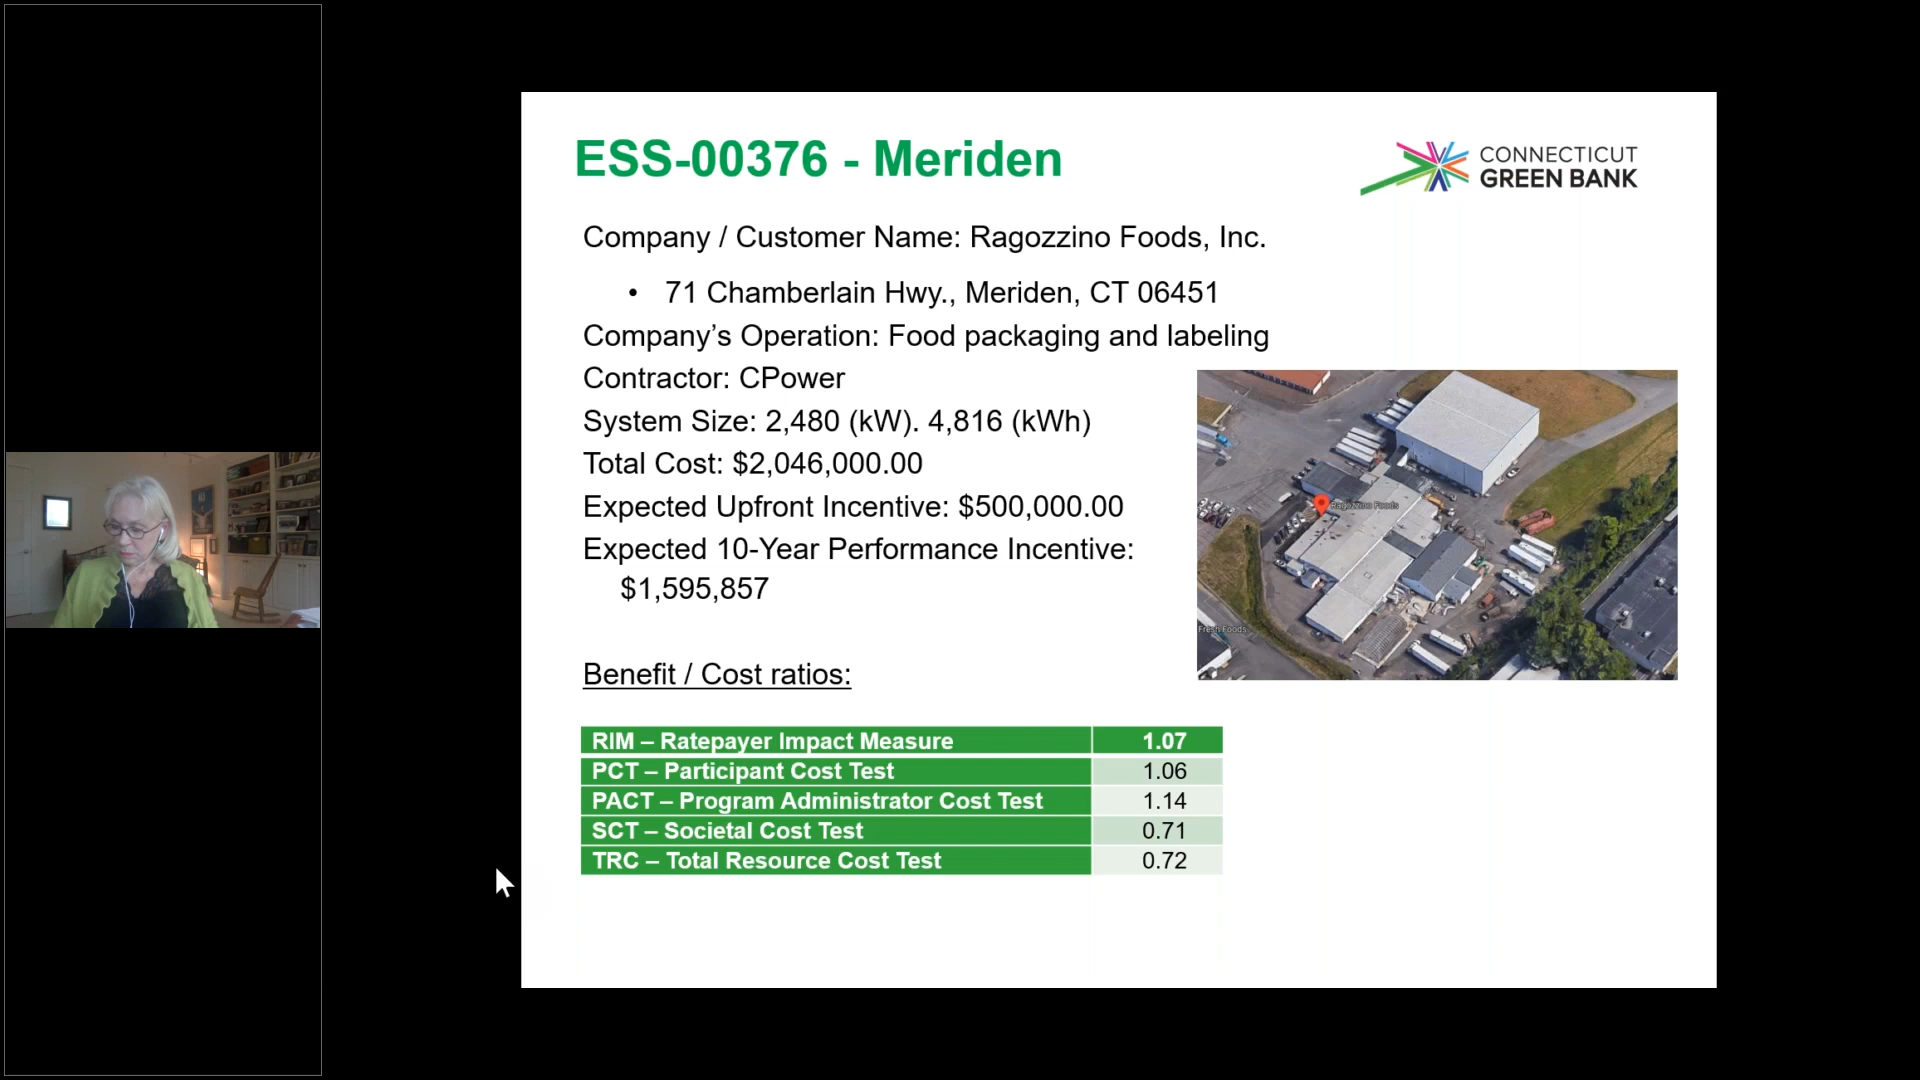 ESS-00376 - Meriden
CONNECTICUT
GREEN BANK
Company / Customer Name: Ragozzino Foods, Inc.
• 71 Chamberlain Hwy., Meriden, CT 06451
Company’s Operation: Food packaging and labeling
Contractor: CPower
System Size: 2,480 (kW). 4,816 (kWh)
Total Cost: $2,046,000.00
Expected Upfront Incentive: $500,000.00
Expected 10-Year Performance Incentive:
$1,595,857
Ragozzino Foods
Fresh Foods
Benefit / Cost ratios:
RIM – Ratepayer Impact Measure 1.07
PCT – Participant Cost Test 1.06
PACT – Program Administrator Cost Test 1.14
SCT – Societal Cost Test 0.71
TRC – Total Resource Cost Test 0.72